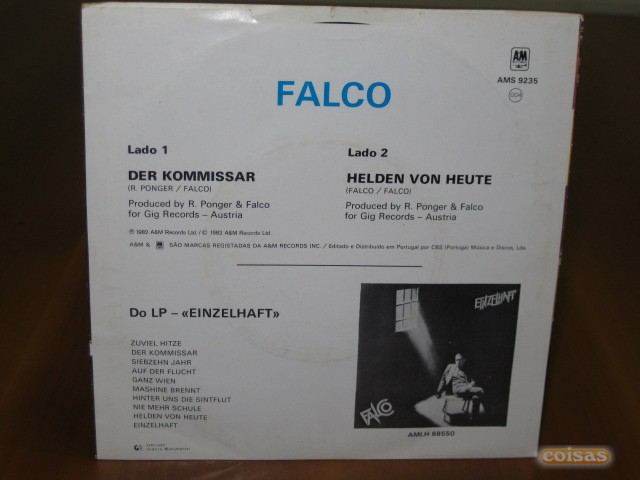 A&M
AMS 9235
FALCO
Lado 1
DER KOMMISSAR
(R. PONGER / FALCO)
Produced by R. Ponger & Falco
for Gig Records – Austria
Lado 2
HELDEN VON HEUTE
(FALCO / FALCO)
Produced by R. Ponger & Falco
for Gig Records – Austria
℗ 1982 A&M Records Ltd. / © 1983 A&M Records Ltd
A&M & SÃO MARCAS REGISTADAS DA A&M RECORDS INC. / Editado e Distribuído em Portugal por CBS (Portugal) Música e Discos, Lda
Do LP – «EINZELHAFT»
ZUVIEL HITZE
DER KOMMISSAR
SIEBZEHN JAHR
AUF DER FLUCHT
GANZ WIEN
MASHINE BRENNT
HINTER UNS DIE SINTFLUT
NIE MEHR SCHULE
HELDEN VON HEUTE
EINZELHAFT
EINZELHAFT
FALCO
AMLH 68550
coisas